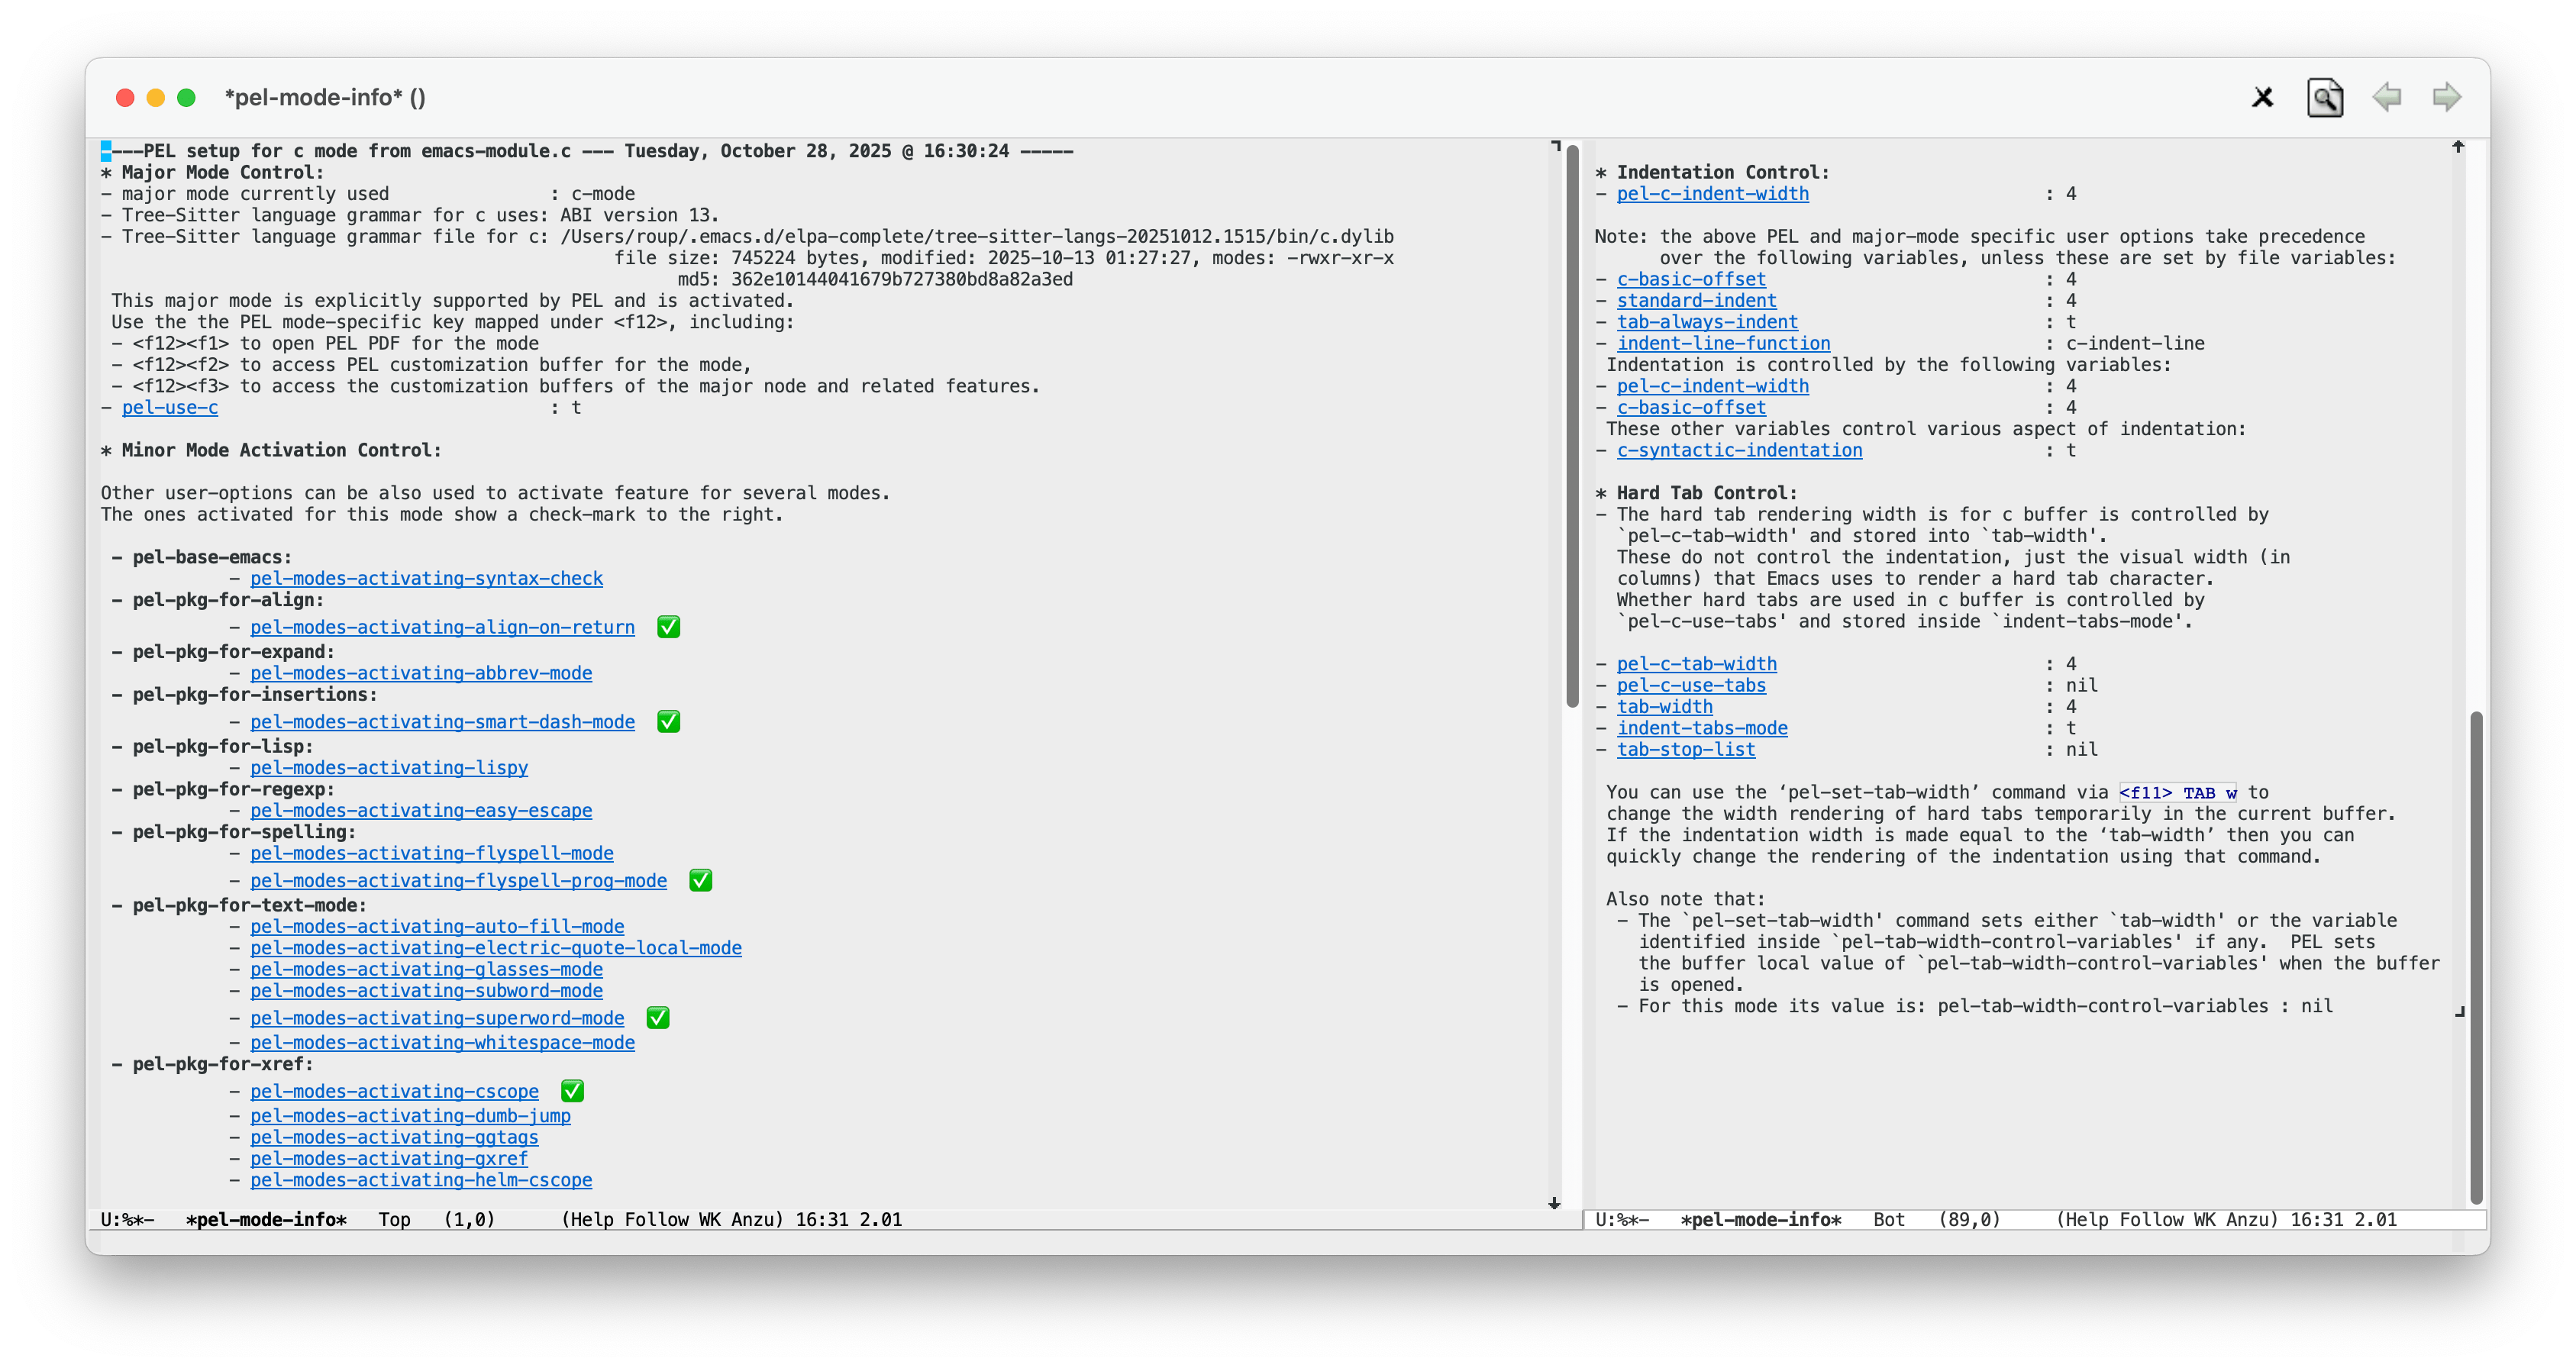 *pel-mode-info* ()
----PEL setup for c mode from emacs-module.c --- Tuesday, October 28, 2025 @ 16:30:24 -----
* Major Mode Control:
- major mode currently used               : c-mode
- Tree-Sitter language grammar for c uses: ABI version 13.
- Tree-Sitter language grammar file for c: /Users/roup/.emacs.d/elpa-complete/tree-sitter-langs-20251012.1515/bin/c.dylib
file size: 745224 bytes, modified: 2025-10-13 01:27:27, modes: -rwxr-xr-x
md5: 362e10144041679b727380bd8a82a3ed
This major mode is explicitly supported by PEL and is activated.
Use the the PEL mode-specific key mapped under <f12>, including:
- <f12><f1> to open PEL PDF for the mode
- <f12><f2> to access PEL customization buffer for the mode,
- <f12><f3> to access the customization buffers of the major node and related features.
- pel-use-c                               : t
* Minor Mode Activation Control:
Other user-options can be also used to activate feature for several modes.
The ones activated for this mode show a check-mark to the right.
- pel-base-emacs:
- pel-modes-activating-syntax-check
- pel-pkg-for-align:
- pel-modes-activating-align-on-return ✅
- pel-pkg-for-expand:
- pel-modes-activating-abbrev-mode
- pel-pkg-for-insertions:
- pel-modes-activating-smart-dash-mode ✅
- pel-pkg-for-lisp:
- pel-modes-activating-lispy
- pel-pkg-for-regexp:
- pel-modes-activating-easy-escape
- pel-pkg-for-spelling:
- pel-modes-activating-flyspell-mode
- pel-modes-activating-flyspell-prog-mode ✅
- pel-pkg-for-text-mode:
- pel-modes-activating-auto-fill-mode
- pel-modes-activating-electric-quote-local-mode
- pel-modes-activating-glasses-mode
- pel-modes-activating-subword-mode
- pel-modes-activating-superword-mode ✅
- pel-modes-activating-whitespace-mode
- pel-pkg-for-xref:
- pel-modes-activating-cscope ✅
- pel-modes-activating-dumb-jump
- pel-modes-activating-ggtags
- pel-modes-activating-gxref
- pel-modes-activating-helm-cscope
U:%*-   *pel-mode-info*   Top   (1,0)      (Help Follow WK Anzu) 16:31 2.01
* Indentation Control:
- pel-c-indent-width                      : 4
Note: the above PEL and major-mode specific user options take precedence
over the following variables, unless these are set by file variables:
- c-basic-offset                          : 4
- standard-indent                         : 4
- tab-always-indent                       : t
- indent-line-function                    : c-indent-line
Indentation is controlled by the following variables:
- pel-c-indent-width                      : 4
- c-basic-offset                          : 4
These other variables control various aspect of indentation:
- c-syntactic-indentation                 : t
* Hard Tab Control:
- The hard tab rendering width is for c buffer is controlled by
`pel-c-tab-width' and stored into `tab-width'.
These do not control the indentation, just the visual width (in
columns) that Emacs uses to render a hard tab character.
Whether hard tabs are used in c buffer is controlled by
`pel-c-use-tabs' and stored inside `indent-tabs-mode'.
- pel-c-tab-width                         : 4
- pel-c-use-tabs                          : nil
- tab-width                               : 4
- indent-tabs-mode                        : t
- tab-stop-list                           : nil
You can use the ‘pel-set-tab-width’ command via <f11> TAB w to
change the width rendering of hard tabs temporarily in the current buffer.
If the indentation width is made equal to the ‘tab-width’ then you can
quickly change the rendering of the indentation using that command.
Also note that:
- The `pel-set-tab-width' command sets either `tab-width' or the variable
identified inside `pel-tab-width-control-variables' if any.  PEL sets
the buffer local value of `pel-tab-width-control-variables' when the buffer
is opened.
- For this mode its value is: pel-tab-width-control-variables : nil
U:%*-   *pel-mode-info*   Bot   (89,0)     (Help Follow WK Anzu) 16:31 2.01